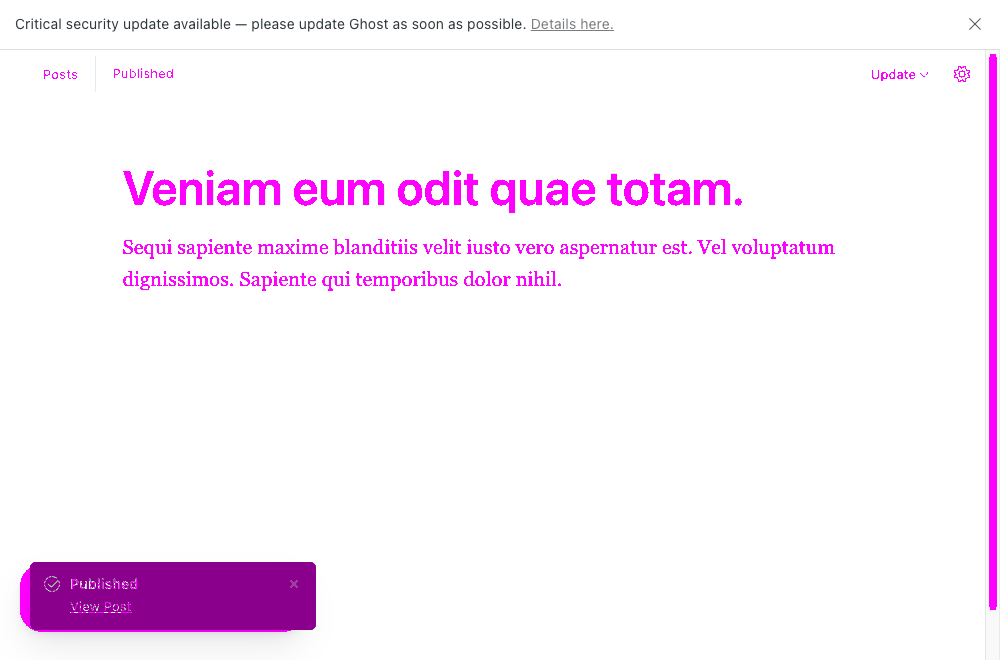 Critical security update available — please update Ghost as soon as possible. Details here.
Posts
Published
Update
Veniam eum odit quae totam.
Sequi sapiente maxime blanditiis velit iusto vero aspernatur est. Vel voluptatum
dignissimos. Sapiente qui temporibus dolor nihil.
Published
View Post